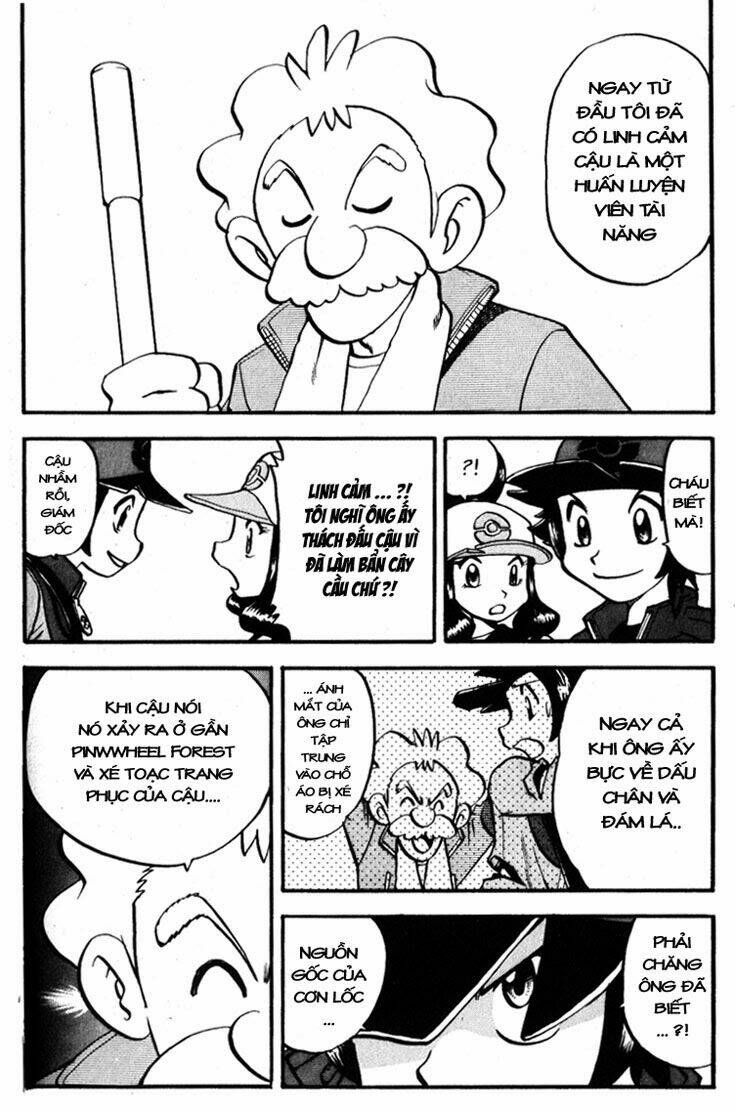 NGAY TỪ
ĐẦU TÔI ĐÃ
CÓ LINH CẢM
CẬU LÀ MỘT
HUẤN LUYỆN
VIÊN TÀI
NĂNG
CẬU
NHẦM
RỒI,
GIÁM
ĐỐC
LINH CẢM ... ?!
TÔI NGHĨ ÔNG ẤY
THÁCH ĐẤU CẬU VÌ
ĐÃ LÀM BẨN CÂY
CẦU CHỨ ?!
?!
CHÁU
BIẾT
MÀ!
KHI CẬU NÓI
NÓ XẢY RA Ở GẦN
PINWWHEEL FOREST
VÀ XÉ TOẠC TRANG
PHỤC CỦA CẬU....
... ÁNH
MẮT CỦA
ÔNG CHỈ
TẬP
TRUNG
VÀO CHỖ
ÁO BỊ XÉ
RÁCH
NGAY CẢ
KHI ÔNG ẤY
BỰC VỀ DẤU
CHÂN VÀ
ĐÁM LÁ..
NGUỒN
GỐC CỦA
CƠN LỐC
...
PHẢI
CHĂNG
ÔNG ĐÃ
BIẾT
... ?!